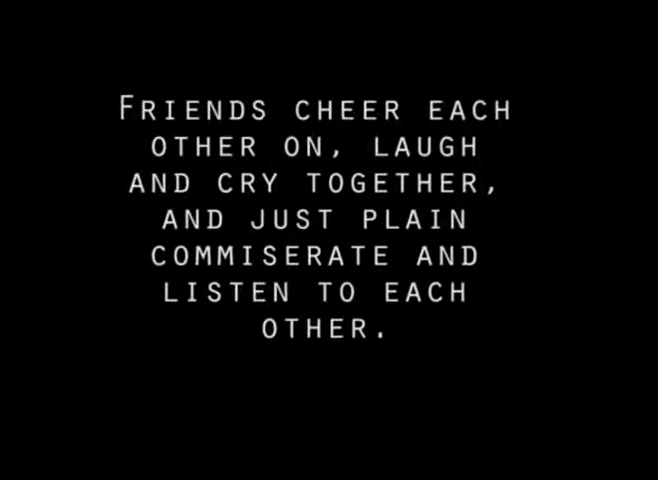 Friends cheer each
other on, laugh
and cry together,
and just plain
commiserate and
listen to each
other.